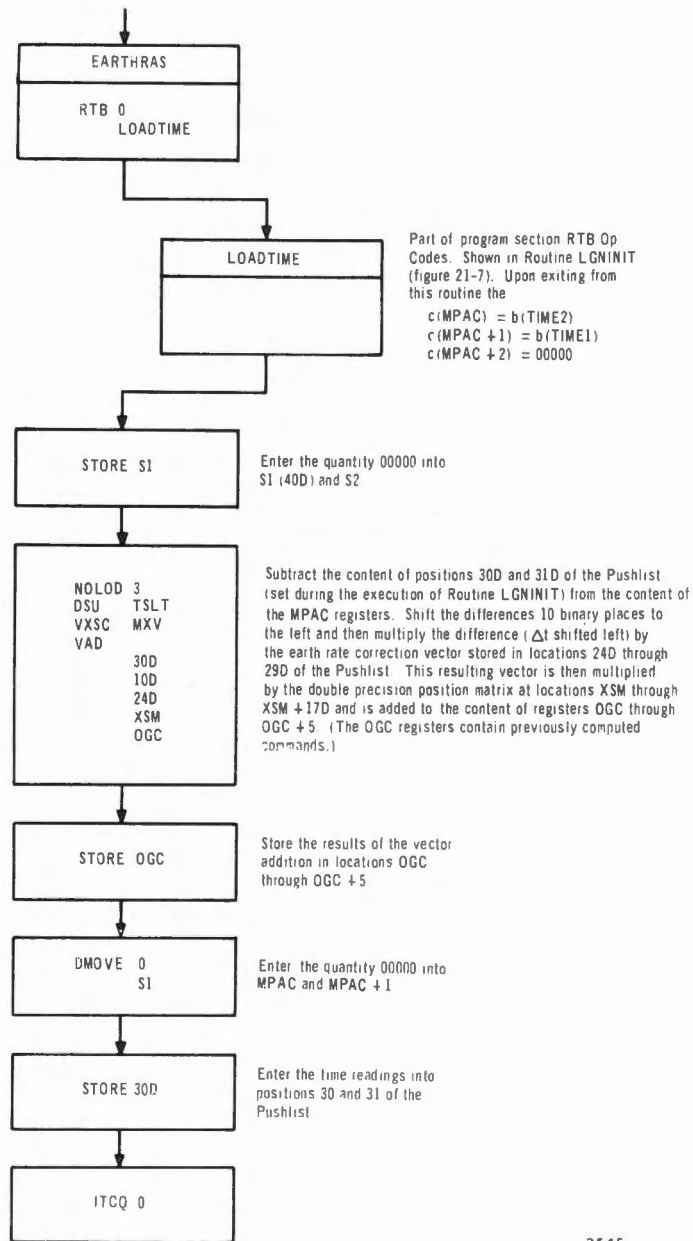 EARTHRAS
RTB 0
LOADTIME
LOADTIME
Part of program section RTB Op
Codes. Shown in Routine LGNINIT
(figure 21-7). Upon exiting from
this routine the
c(MPAC) = b(TIME2)
c(MPAC +1) = b(TIME1)
c(MPAC +2) = 00000
STORE S1
Enter the quantity 00000 into
S1 (40D) and S2
NOLOD 3
DSU TSLT
VXSC MXV
VAD
30D
10D
24D
XSM
OGC
Subtract the content of positions 30D and 31D of the Pushlist
(set during the execution of Routine LGNINIT) from the content of
the MPAC registers. Shift the differences 10 binary places to
the left and then multiply the difference (Δt shifted left) by
the earth rate correction vector stored in locations 24D through
29D of the Pushlist. This resulting vector is then multiplied
by the double precision position matrix at locations XSM through
XSM +17D and is added to the content of registers OGC through
OGC +5. (The OGC registers contain previously computed
commands.)
STORE OGC
Store the results of the vector
addition in locations OGC
through OGC +5
DMOVE 0
S1
Enter the quantity 00000 into
MPAC and MPAC +1
STORE 30D
Enter the time readings into
positions 30 and 31 of the
Pushlist
ITCQ 0